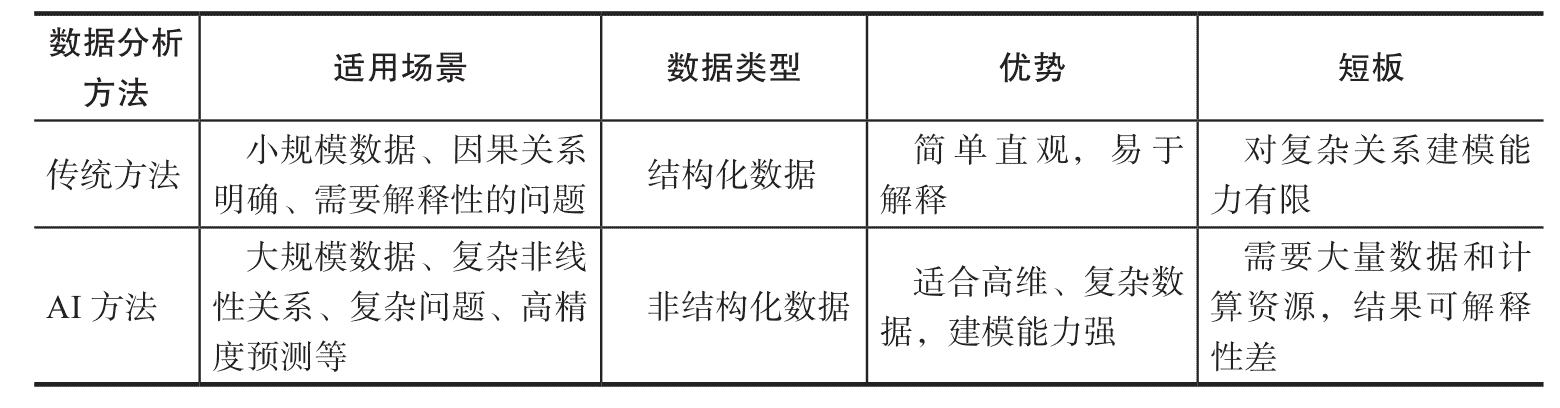 数据分析
方法
适用场景
数据类型
优势
短板
传统方法
小规模数据、因果关系
明确、需要解释性的问题
结构化数据
简单直观，易于
解释
对复杂关系建模能
力有限
AI 方法
大规模数据、复杂非线
性关系、复杂问题、高精
度预测等
非结构化数据
适合高维、复杂数
据，建模能力强
需要大量数据和计
算资源，结果可解释
性差